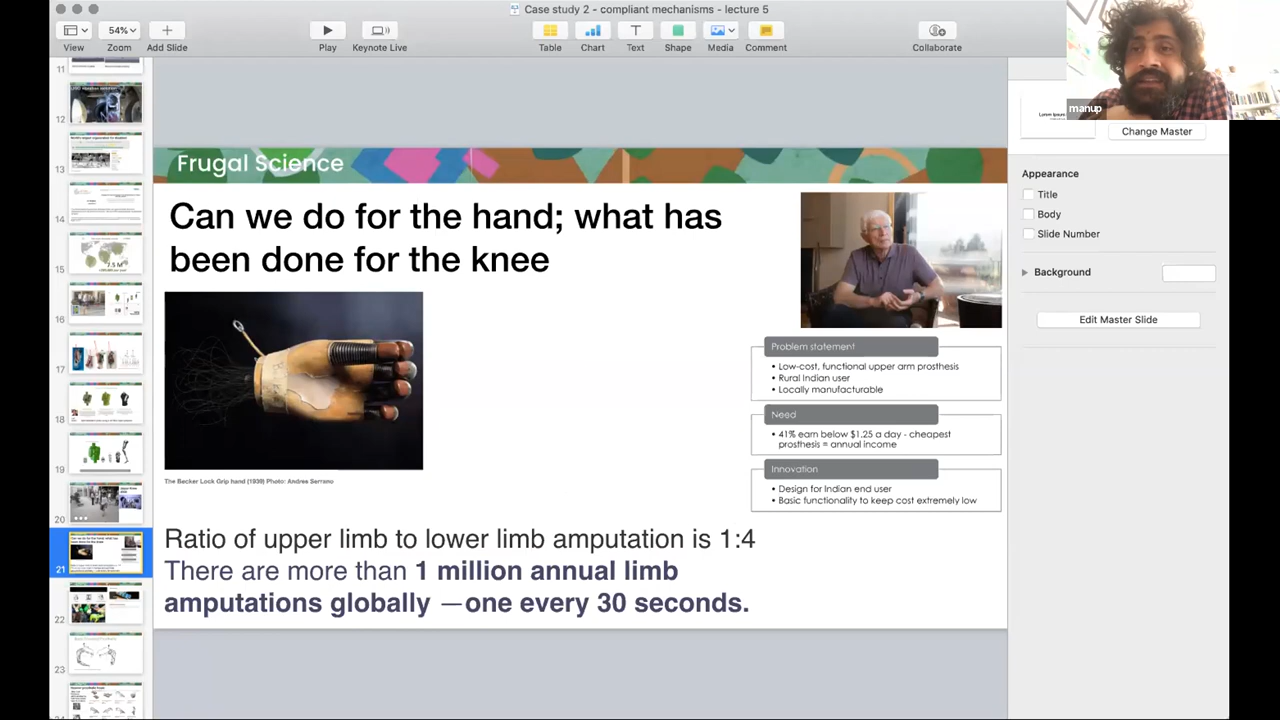 Case study 2 - compliant mechanisms - lecture 5
54%
View
Zoom
Add Slide
Play
Keynote Live
Table
Chart
Text
Shape
Media
Comment
Collaborate
manup
Change Master
Appearance
Title
Body
Slide Number
Background
Edit Master Slide
11
12
13
14
15
16
17
18
19
20
21
22
23
Frugal Science
Can we do for the hand; what has
been done for the knee
The Becker Lock Grip hand (1939) Photo: Andres Serrano
Problem statement
• Low-cost, functional upper arm prosthesis
• Rural Indian user
• Locally manufacturable
Need
• 41% earn below $1.25 a day - cheapest
prosthesis = annual income
Innovation
• Design for Indian end user
• Basic functionality to keep cost extremely low
Ratio of upper limb to lower limb amputation is 1:4
There are more than 1 million annual limb
amputations globally —one every 30 seconds.